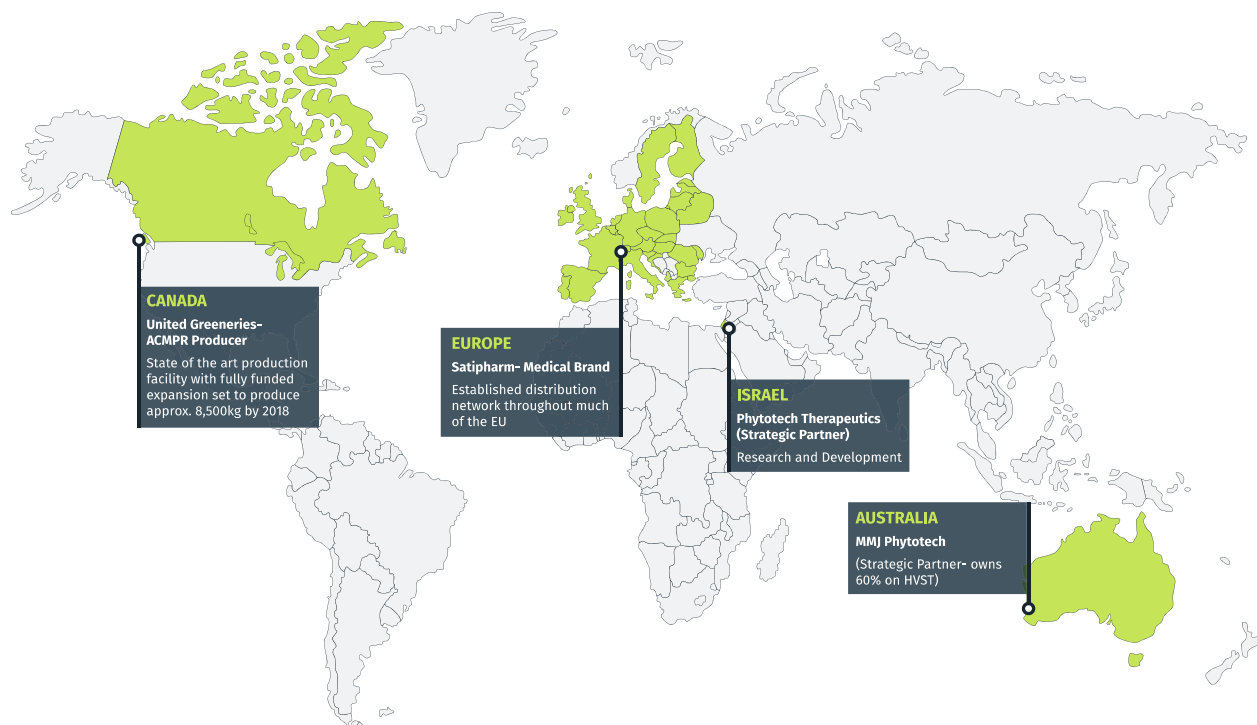 CANADA
United Greeneries–
ACMPR Producer
State of the art production
facility with fully funded
expansion set to produce
approx. 8,500kg by 2018
EUROPE
Satipharm– Medical Brand
Established distribution
network throughout much
of the EU
ISRAEL
Phytotech Therapeutics
(Strategic Partner)
Research and Development
AUSTRALIA
MMJ Phytotech
(Strategic Partner– owns
60% on HVST)